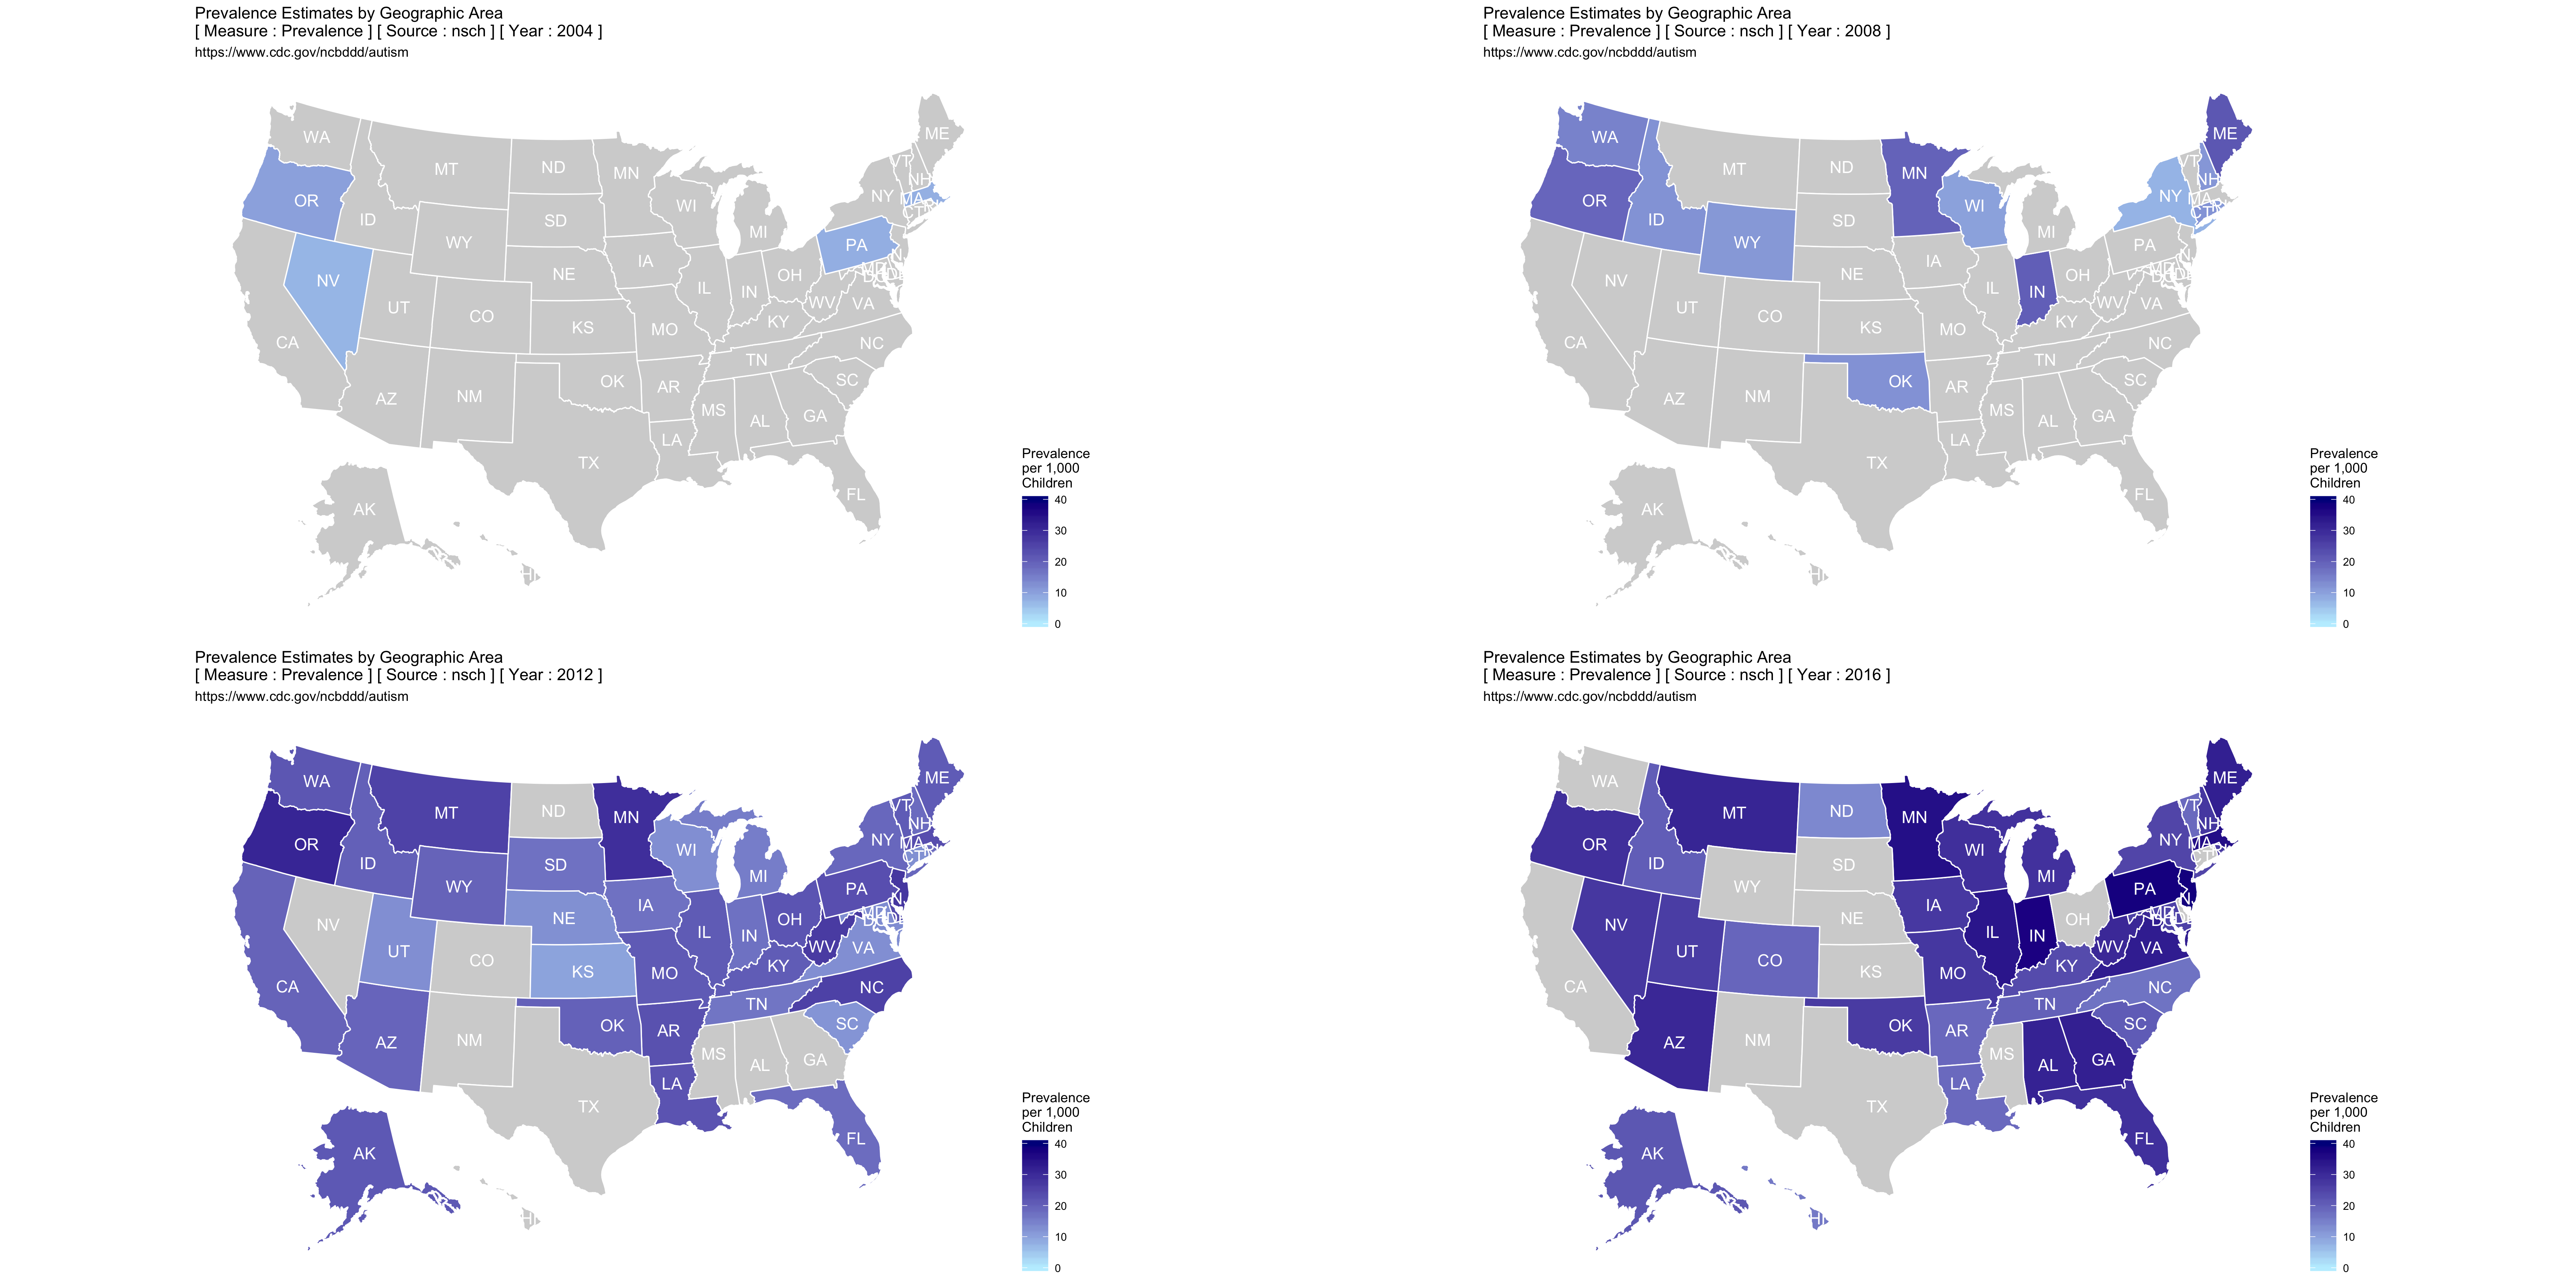 Prevalence Estimates by Geographic Area
[ Measure : Prevalence ] [ Source : nsch ] [ Year : 2004 ]
https://www.cdc.gov/ncbddd/autism
WA
MT
ND
MN
ME
VT
NH
OR
ID
SD
WI
NY
MA
CT
WY
MI
IA
PA
NV
NE
IL
IN
OH
UT
CO
KS
MO
KY
WV
VA
CA
TN
NC
AZ
NM
OK
AR
SC
MS
AL
GA
LA
TX
FL
AK
HI
Prevalence
per 1,000
Children
40
30
20
10
0
Prevalence Estimates by Geographic Area
[ Measure : Prevalence ] [ Source : nsch ] [ Year : 2008 ]
https://www.cdc.gov/ncbddd/autism
WA
MT
ND
MN
ME
VT
NH
OR
ID
SD
WI
NY
MA
CT
WY
MI
IA
PA
NV
NE
IL
IN
OH
UT
CO
KS
MO
KY
WV
VA
CA
TN
NC
AZ
NM
OK
AR
SC
MS
AL
GA
LA
TX
FL
AK
HI
Prevalence
per 1,000
Children
40
30
20
10
0
Prevalence Estimates by Geographic Area
[ Measure : Prevalence ] [ Source : nsch ] [ Year : 2012 ]
https://www.cdc.gov/ncbddd/autism
WA
MT
ND
MN
ME
VT
NH
OR
ID
SD
WI
NY
MA
CT
WY
MI
IA
PA
NV
NE
IL
IN
OH
UT
CO
KS
MO
KY
WV
VA
CA
TN
NC
AZ
NM
OK
AR
SC
MS
AL
GA
LA
TX
FL
AK
HI
Prevalence
per 1,000
Children
40
30
20
10
0
Prevalence Estimates by Geographic Area
[ Measure : Prevalence ] [ Source : nsch ] [ Year : 2016 ]
https://www.cdc.gov/ncbddd/autism
WA
MT
ND
MN
ME
VT
NH
OR
ID
SD
WI
NY
MA
CT
WY
MI
IA
PA
NV
NE
IL
IN
OH
UT
CO
KS
MO
KY
WV
VA
CA
TN
NC
AZ
NM
OK
AR
SC
MS
AL
GA
LA
TX
FL
AK
HI
Prevalence
per 1,000
Children
40
30
20
10
0